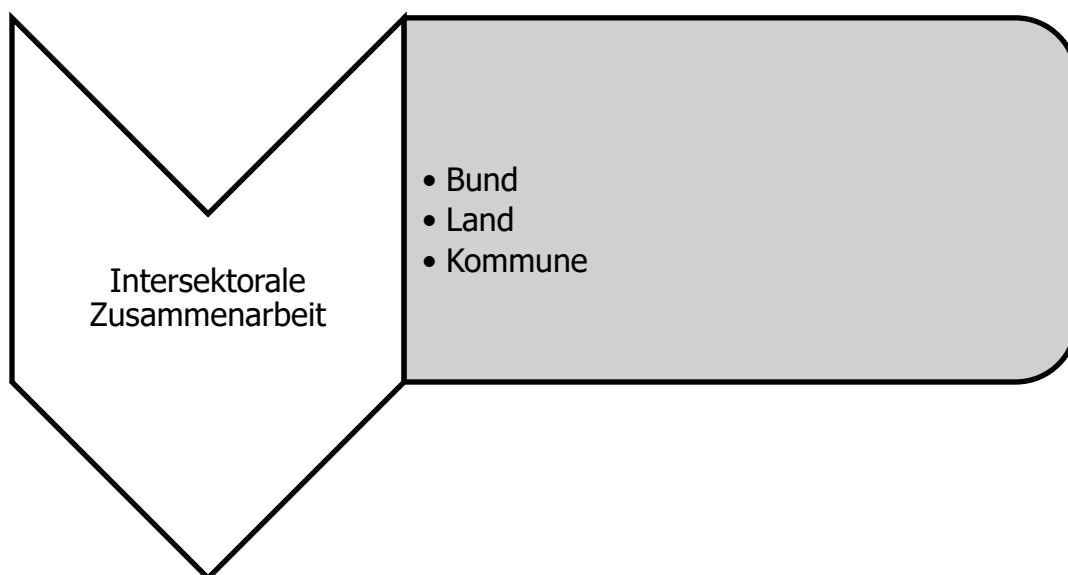 Intersektorale
Zusammenarbeit
• Bund
• Land
• Kommune